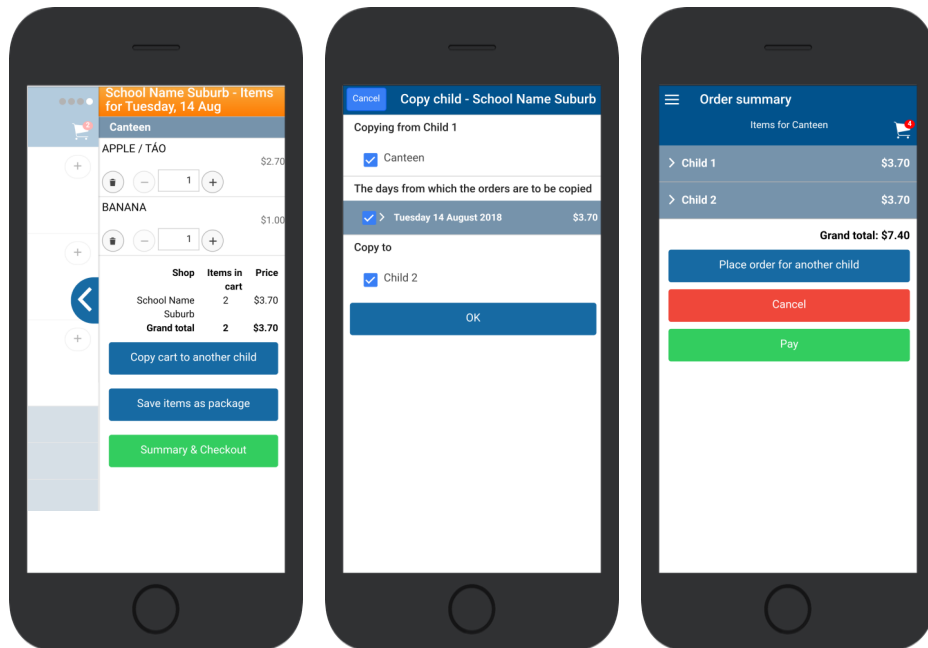 School Name Suburb - Items
for Tuesday, 14 Aug
2
Canteen
APPLE / TÁO
$2.70
1
BANANA
$1.00
1
Shop Items in Price
cart
School Name 2 $3.70
Suburb
Grand total 2 $3.70
Copy cart to another child
Save items as package
Summary & Checkout
Cancel Copy child - School Name Suburb
Copying from Child 1
Canteen
The days from which the orders are to be copied
Tuesday 14 August 2018 $3.70
Copy to
Child 2
OK
Order summary
Items for Canteen
4
Child 1 $3.70
Child 2 $3.70
Grand total: $7.40
Place order for another child
Cancel
Pay